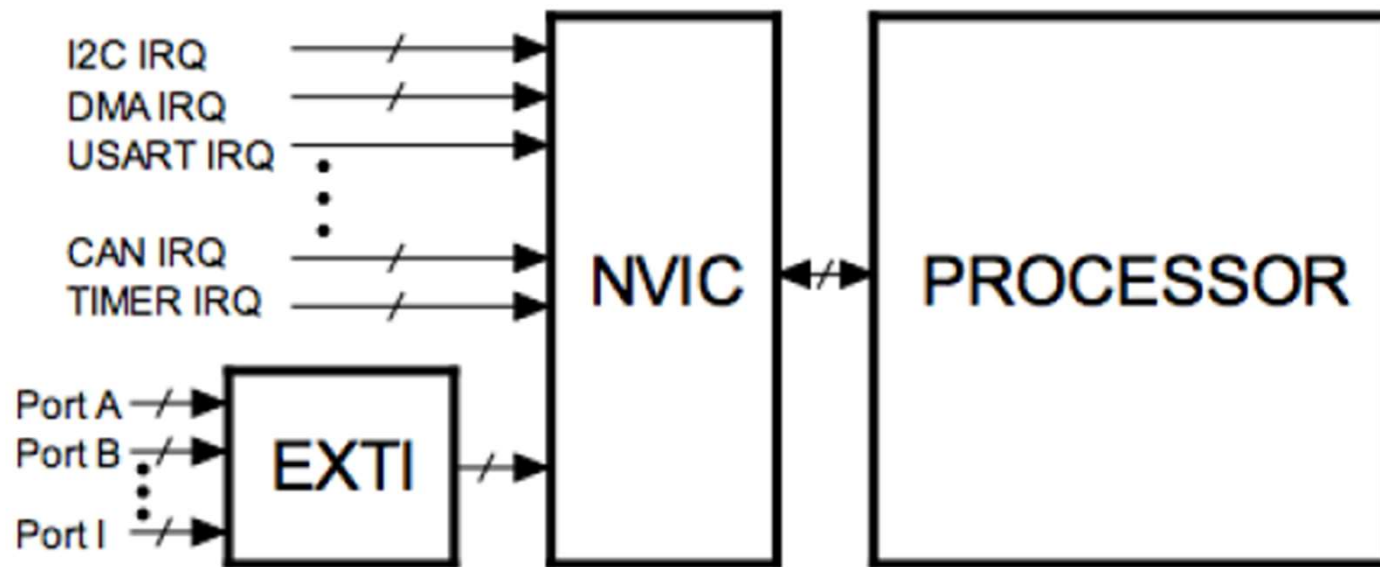 I2C IRQ
DMA IRQ
USART IRQ
CAN IRQ
TIMER IRQ
NVIC
PROCESSOR
Port A
Port B
Port I
EXTI